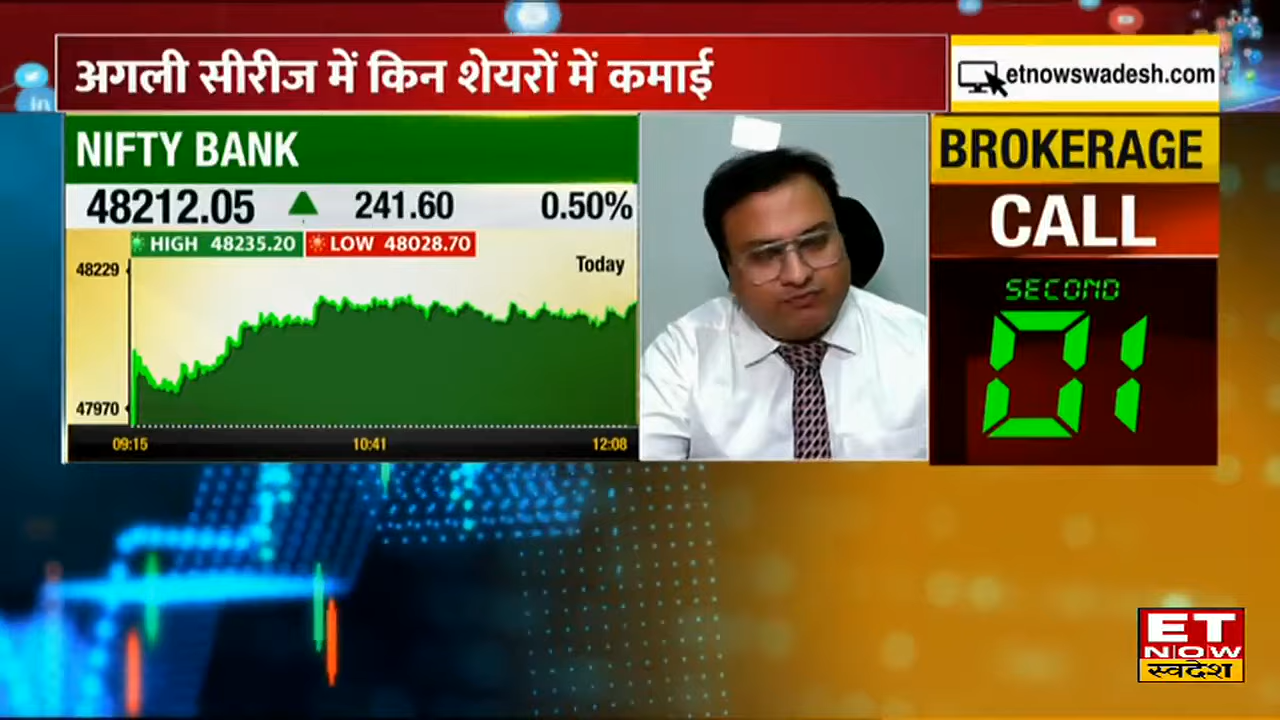 अगली सीरीज में किन शेयरों में कमाई
etnowswadesh.com
NIFTY BANK
48212.05 ▲ 241.60 0.50%
HIGH 48235.20 LOW 48028.70
Today
48229
47970
09:15 10:41 12:08
BROKERAGE
CALL
SECOND
01
ET
NOW
स्वदेश